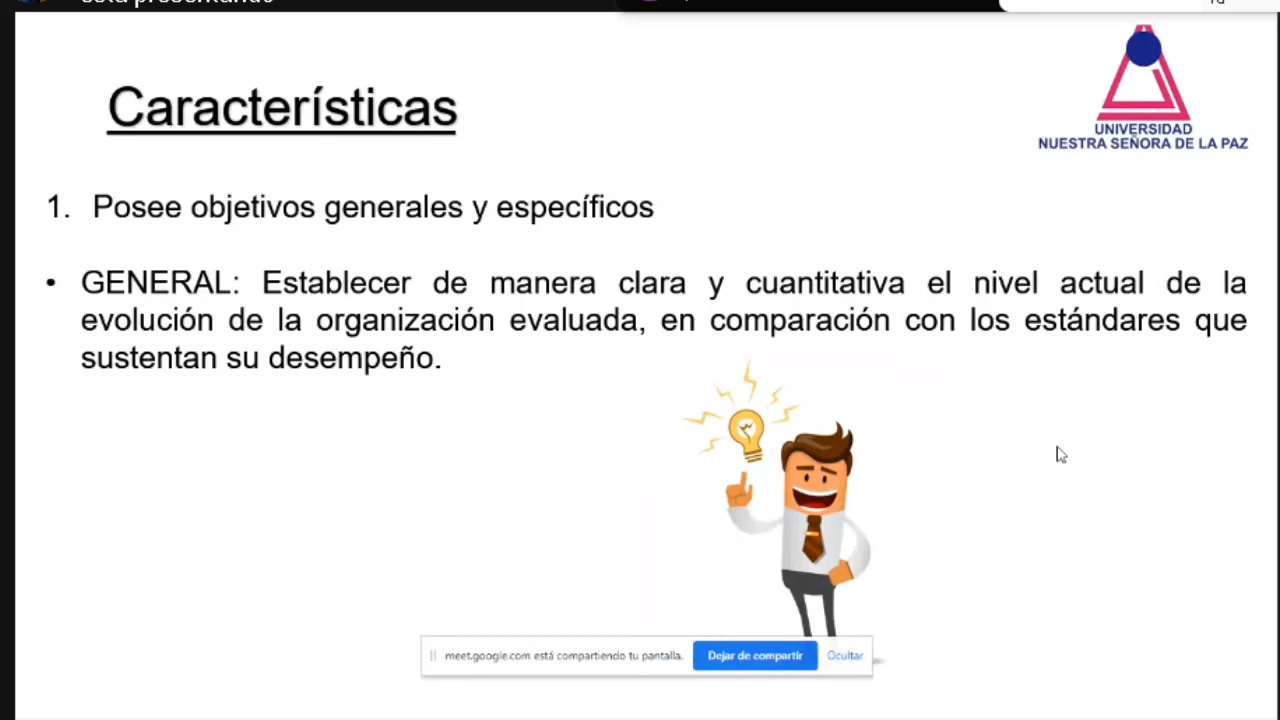 está presentando
Características
UNIVERSIDAD
NUESTRA SEÑORA DE LA PAZ
1. Posee objetivos generales y específicos
• GENERAL: Establecer de manera clara y cuantitativa el nivel actual de la
evolución de la organización evaluada, en comparación con los estándares que
sustentan su desempeño.
meet.google.com está compartiendo tu pantalla.
Dejar de compartir
Ocultar